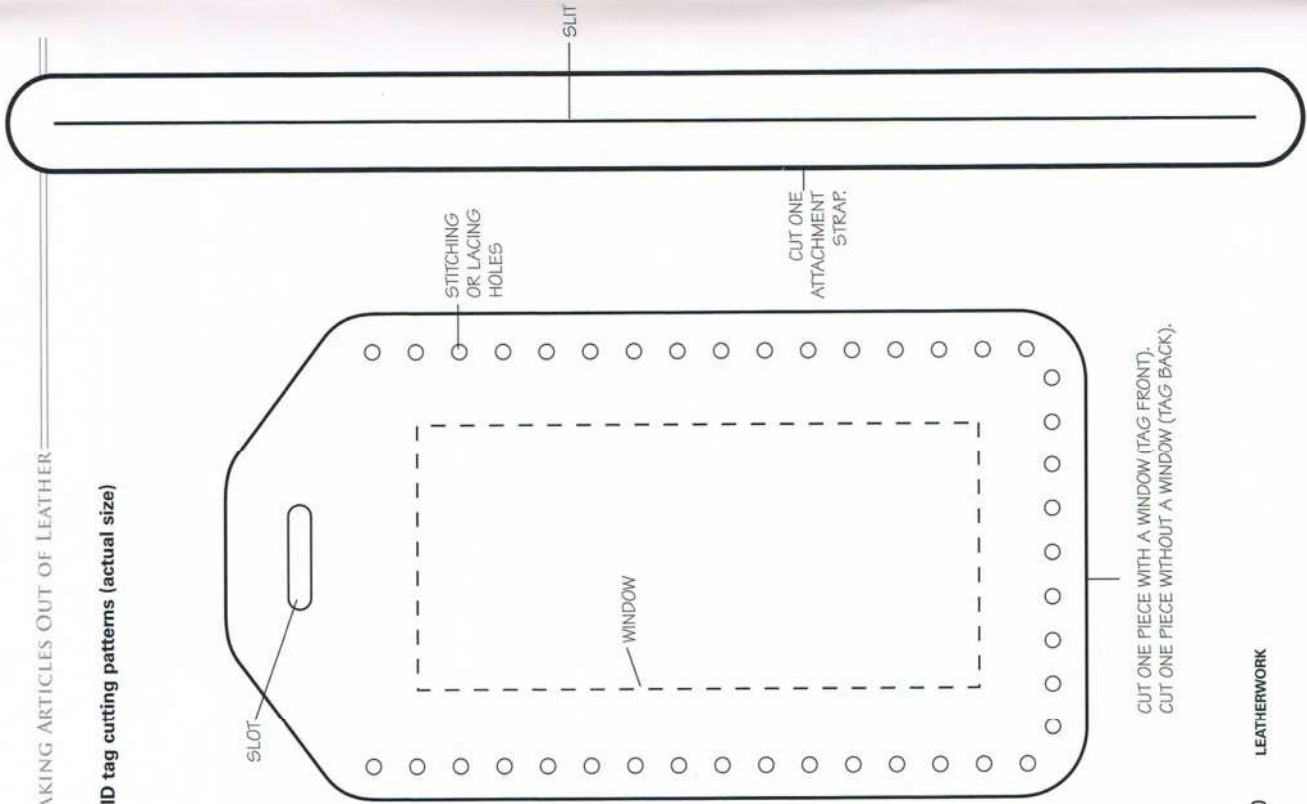 AKING ARTICLES OUT OF LEATHER
ID tag cutting patterns (actual size)
SLOT
STITCHING
OR LACING
HOLES
SLIT
CUT ONE
ATTACHMENT
STRAP.
WINDOW
CUT ONE PIECE WITH A WINDOW (TAG FRONT).
CUT ONE PIECE WITHOUT A WINDOW (TAG BACK).
LEATHERWORK